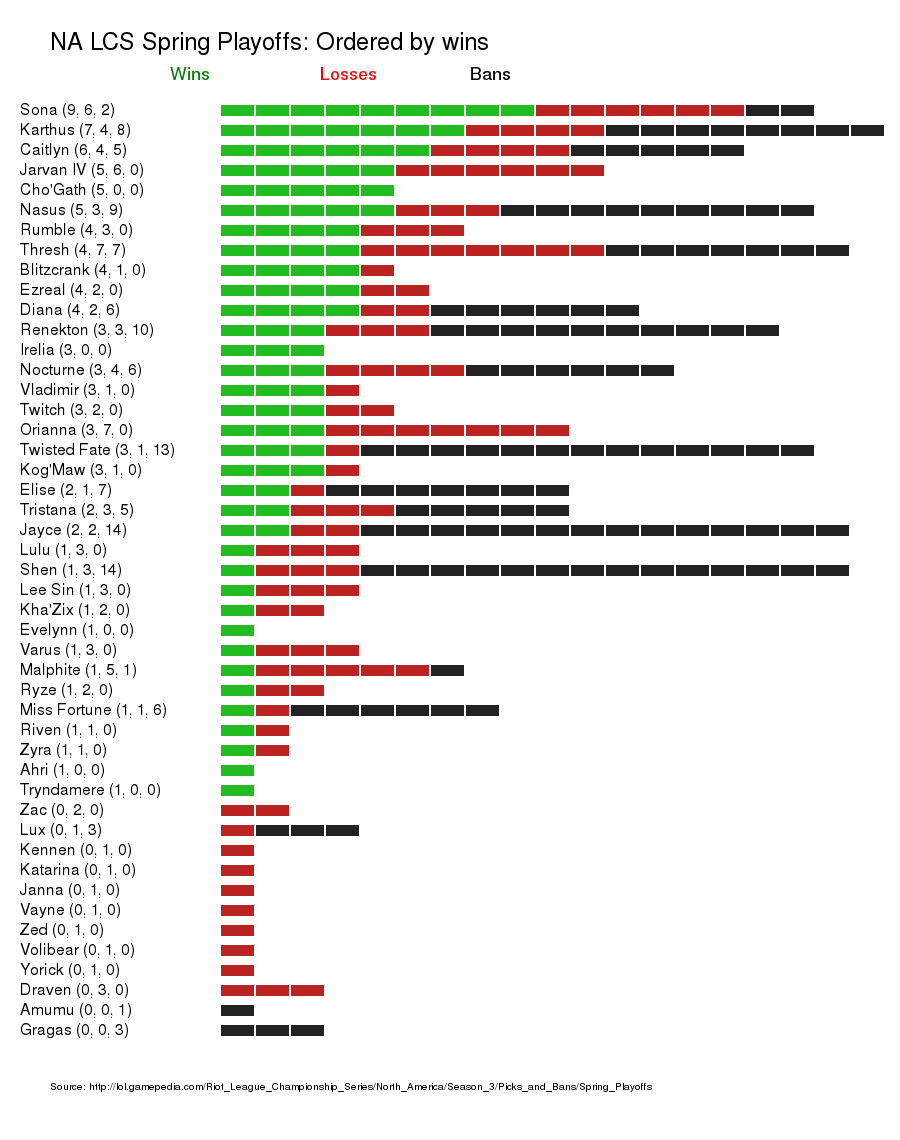 NA LCS Spring Playoffs: Ordered by wins
Wins Losses Bans
Sona (9, 6, 2)
Karthus (7, 4, 8)
Caitlyn (6, 4, 5)
Jarvan IV (5, 6, 0)
Cho'Gath (5, 0, 0)
Nasus (5, 3, 9)
Rumble (4, 3, 0)
Thresh (4, 7, 7)
Blitzcrank (4, 1, 0)
Ezreal (4, 2, 0)
Diana (4, 2, 6)
Renekton (3, 3, 10)
Irelia (3, 0, 0)
Nocturne (3, 4, 6)
Vladimir (3, 1, 0)
Twitch (3, 2, 0)
Orianna (3, 7, 0)
Twisted Fate (3, 1, 13)
Kog'Maw (3, 1, 0)
Elise (2, 1, 7)
Tristana (2, 3, 5)
Jayce (2, 2, 14)
Lulu (1, 3, 0)
Shen (1, 3, 14)
Lee Sin (1, 3, 0)
Kha'Zix (1, 2, 0)
Evelynn (1, 0, 0)
Varus (1, 3, 0)
Malphite (1, 5, 1)
Ryze (1, 2, 0)
Miss Fortune (1, 1, 6)
Riven (1, 1, 0)
Zyra (1, 1, 0)
Ahri (1, 0, 0)
Tryndamere (1, 0, 0)
Zac (0, 2, 0)
Lux (0, 1, 3)
Kennen (0, 1, 0)
Katarina (0, 1, 0)
Janna (0, 1, 0)
Vayne (0, 1, 0)
Zed (0, 1, 0)
Volibear (0, 1, 0)
Yorick (0, 1, 0)
Draven (0, 3, 0)
Amumu (0, 0, 1)
Gragas (0, 0, 3)
Source: http://lol.gamepedia.com/Riot_League_Championship_Series/North_America/Season_3/Picks_and_Bans/Spring_Playoffs